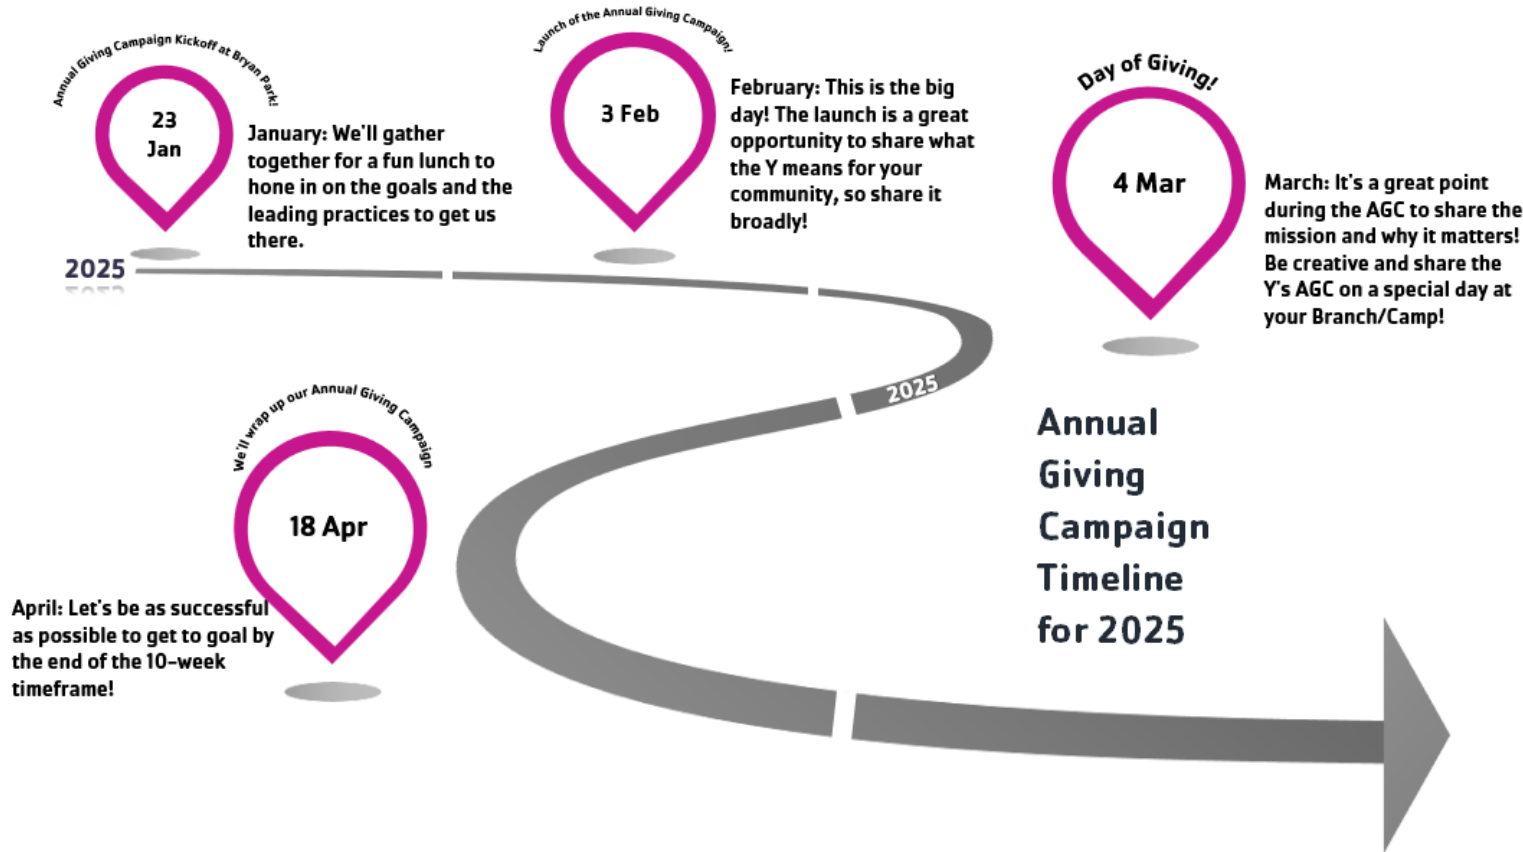 Annual Giving Campaign Kickoff at Bryan Park!
23
Jan
January: We'll gather
together for a fun lunch to
hone in on the goals and the
leading practices to get us
there.
Launch of the Annual Giving Campaign!
3 Feb
February: This is the big
day! The launch is a great
opportunity to share what
the Y means for your
community, so share it
broadly!
Day of Giving!
4 Mar
March: It's a great point
during the AGC to share the
mission and why it matters!
Be creative and share the
Y's AGC on a special day at
your Branch/Camp!
2025
2025
We'll wrap up our Annual Giving Campaign
18 Apr
April: Let's be as successful
as possible to get to goal by
the end of the 10-week
timeframe!
Annual
Giving
Campaign
Timeline
for 2025